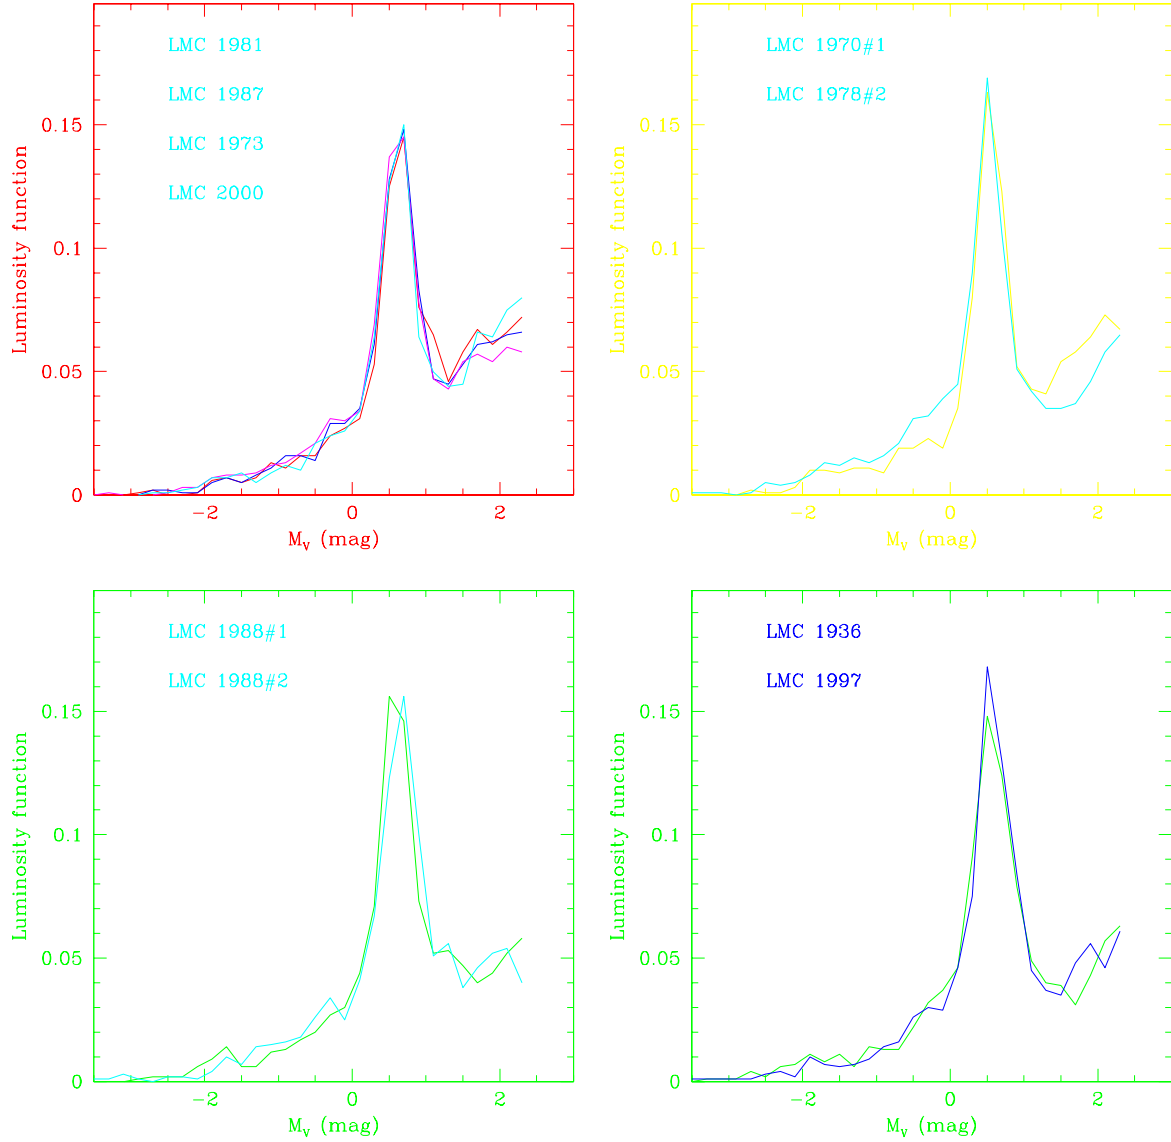 LMC 1981
LMC 1987
LMC 1973
LMC 2000
0.15
0.1
0.05
0
Luminosity function
−2
0
2
M_V (mag)
LMC 1970#1
LMC 1978#2
0.15
0.1
0.05
0
Luminosity function
−2
0
2
M_V (mag)
LMC 1988#1
LMC 1988#2
0.15
0.1
0.05
0
Luminosity function
−2
0
2
M_V (mag)
LMC 1936
LMC 1997
0.15
0.1
0.05
0
Luminosity function
−2
0
2
M_V (mag)